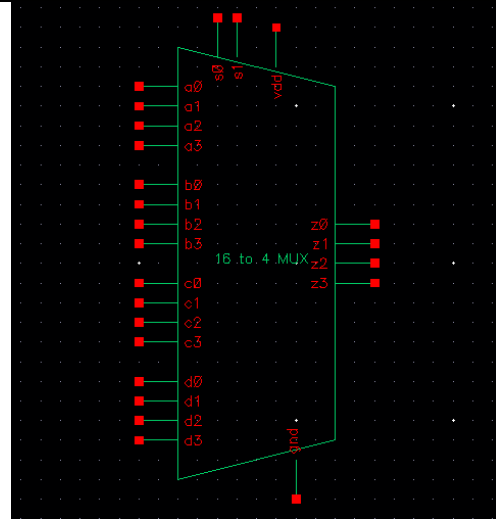 s0 s1 vdd
a0
a1
a2
a3
b0
b1
b2
b3
z0
z1
16 to 4 MUX z2
c0 z3
c1
c2
c3
d0
d1
d2
gnd
d3